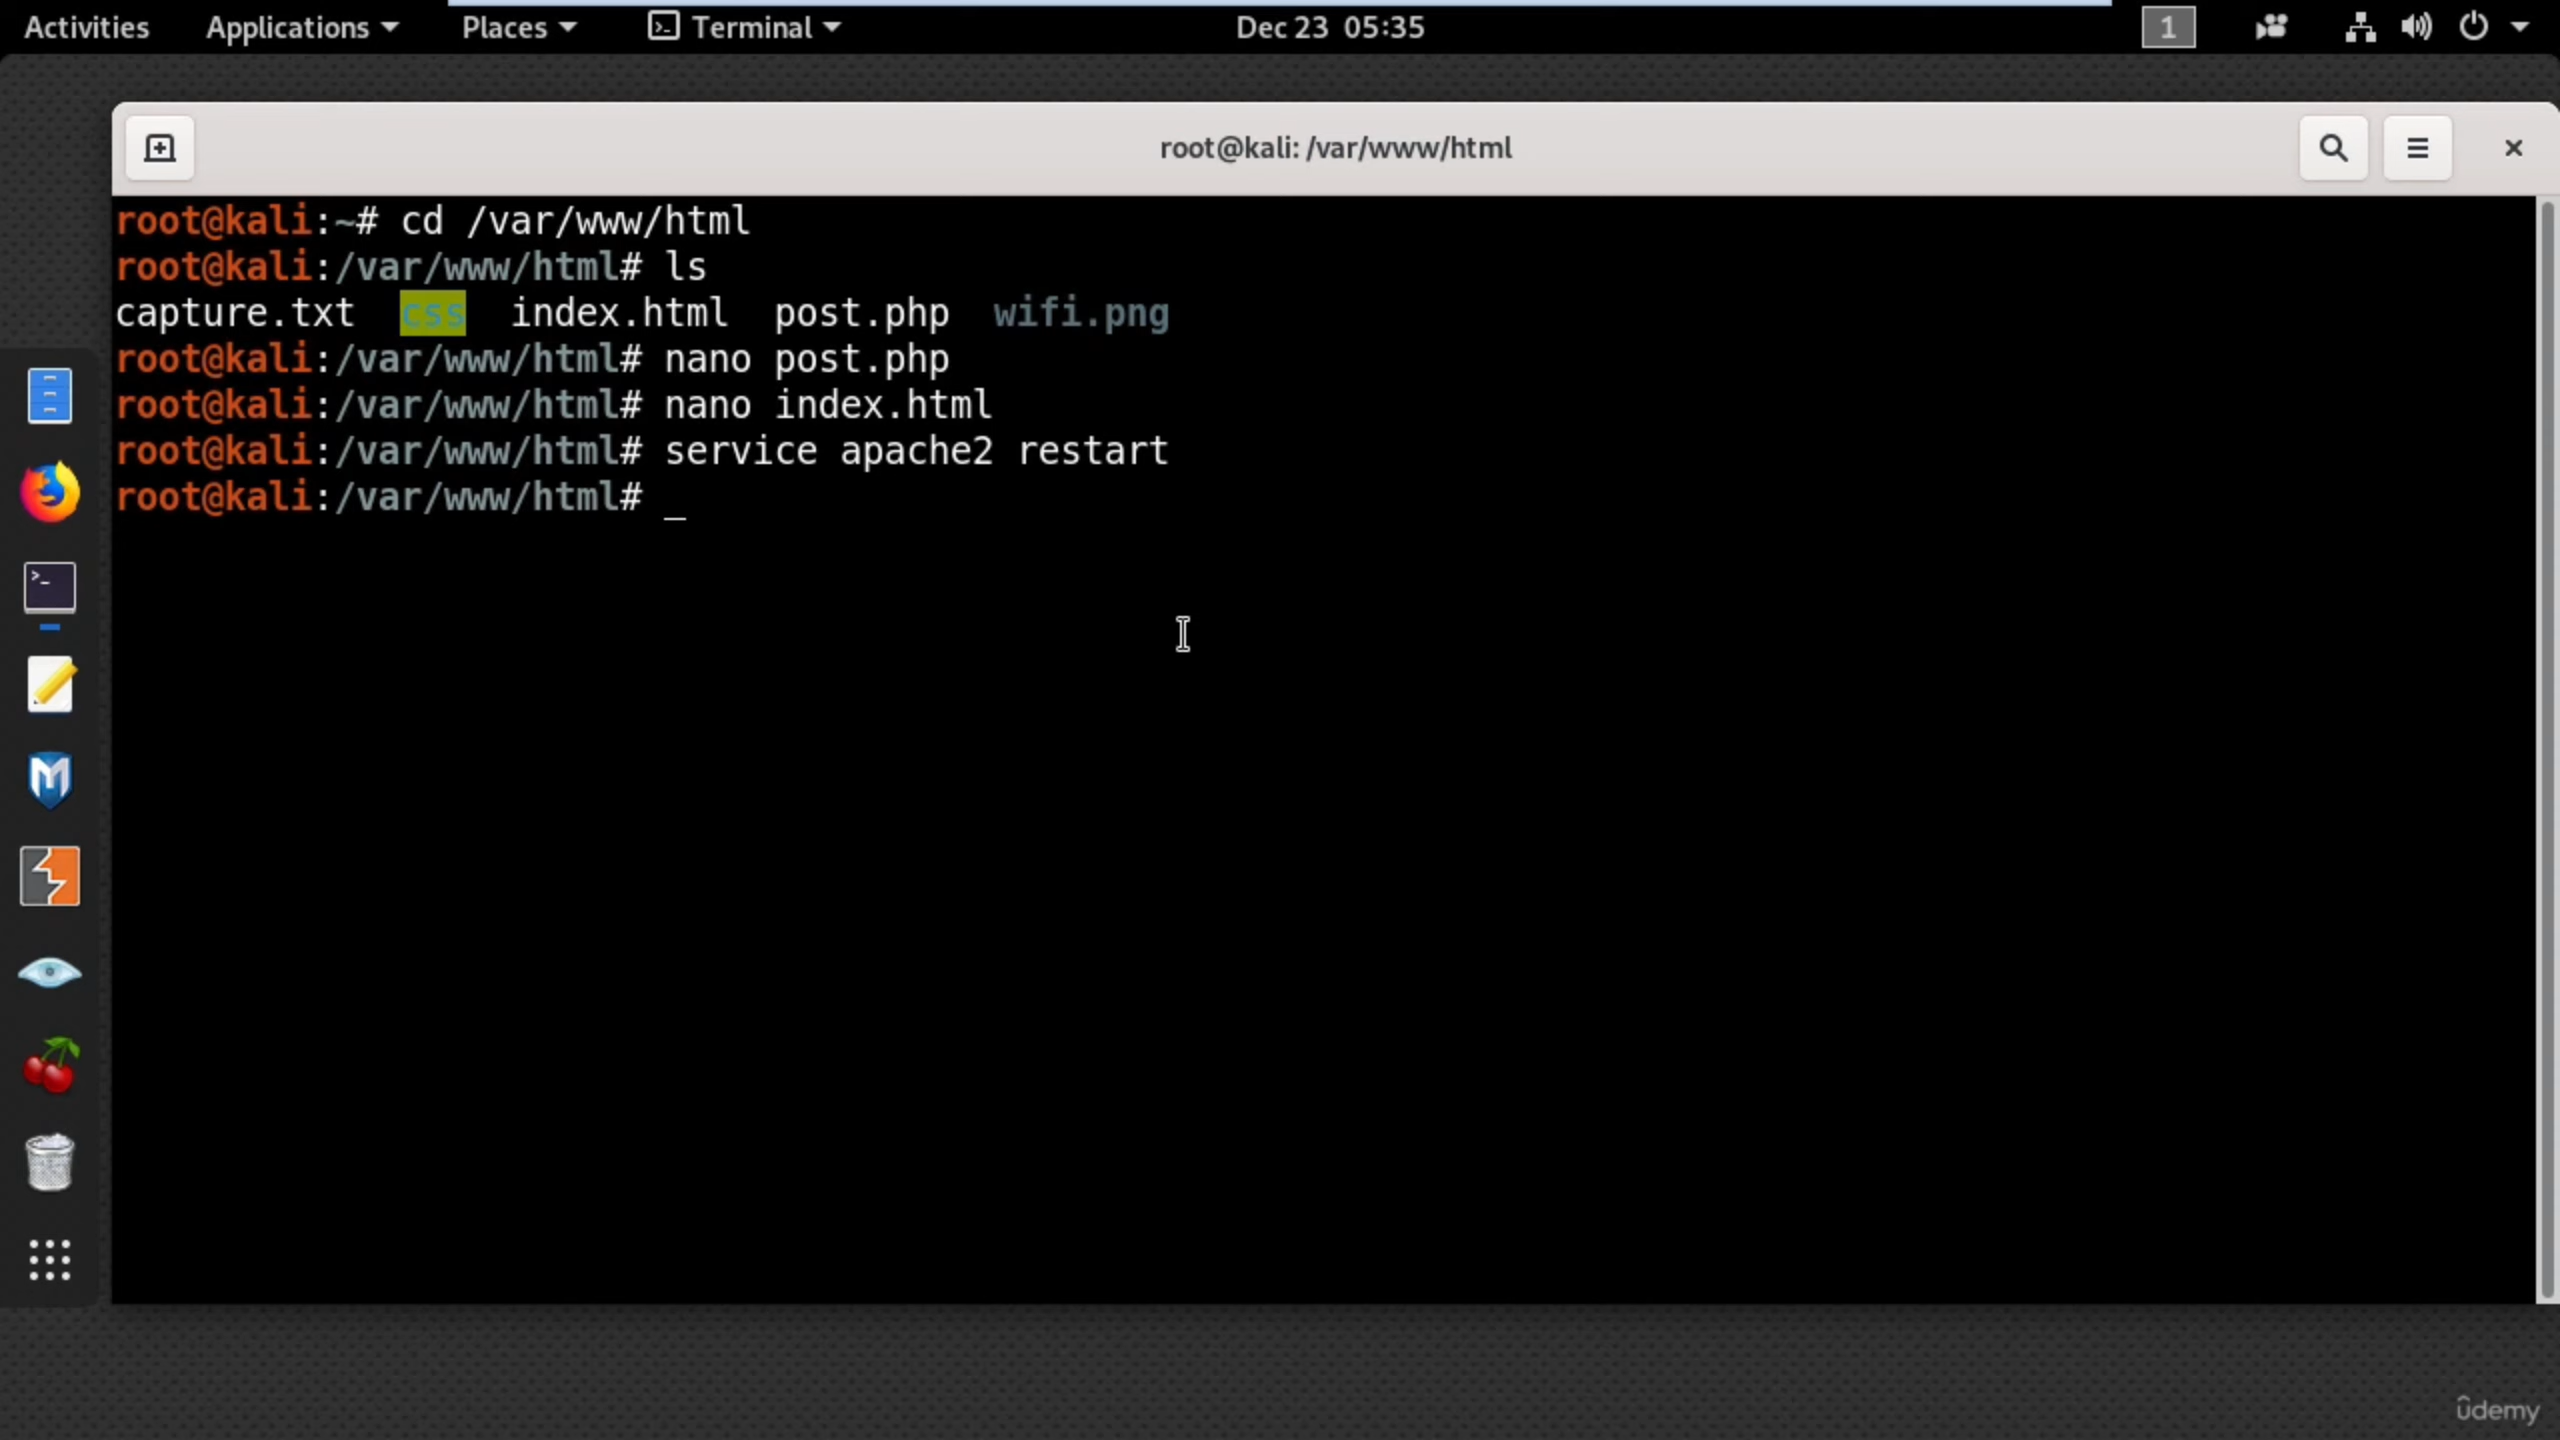 Activities Applications Places Terminal Dec 23 05:35 1
root@kali: /var/www/html
root@kali:~# cd /var/www/html
root@kali:/var/www/html# ls
capture.txt css index.html post.php wifi.png
root@kali:/var/www/html# nano post.php
root@kali:/var/www/html# nano index.html
root@kali:/var/www/html# service apache2 restart
root@kali:/var/www/html# _
ûdemy